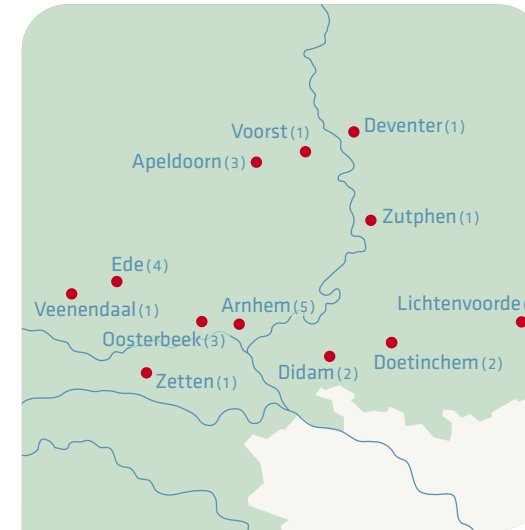 Deventer (1)
Voorst (1)
Apeldoorn (3)
Zutphen (1)
Ede (4)
Veenendaal (1)
Arnhem (5)
Lichtenvoorde (
Oosterbeek (3)
Didam (2)
Doetinchem (2)
Zetten (1)